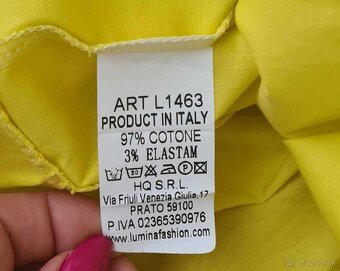 ART L1463
PRODUCT IN ITALY
97% COTONE
3% ELASTAM
30
HQ S.R.L.
Via Friuli Venezia Giulia,17
PRATO 59100
P.IVA 02365390976
www.luminafashion.com